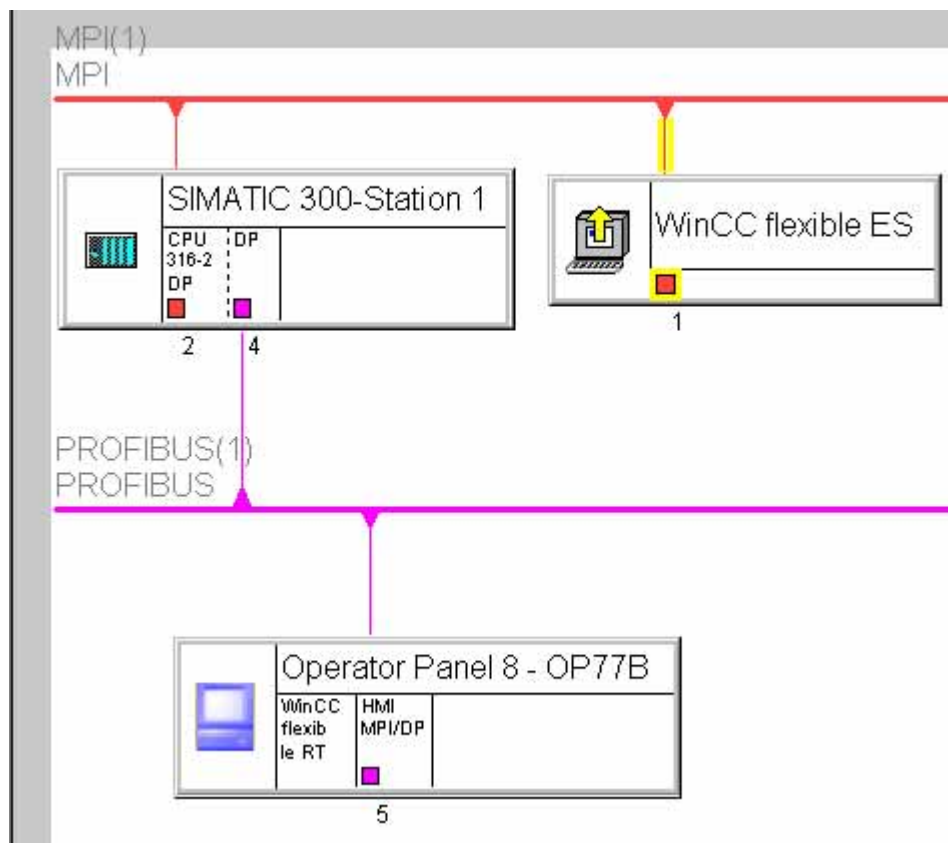 MPI(1)
MPI
SIMATIC 300-Station 1
CPU
316-2
DP
DP
2
4
WinCC flexible ES
1
PROFIBUS(1)
PROFIBUS
Operator Panel 8 - OP77B
WinCC
flexib
le RT
HMI
MPI/DP
5